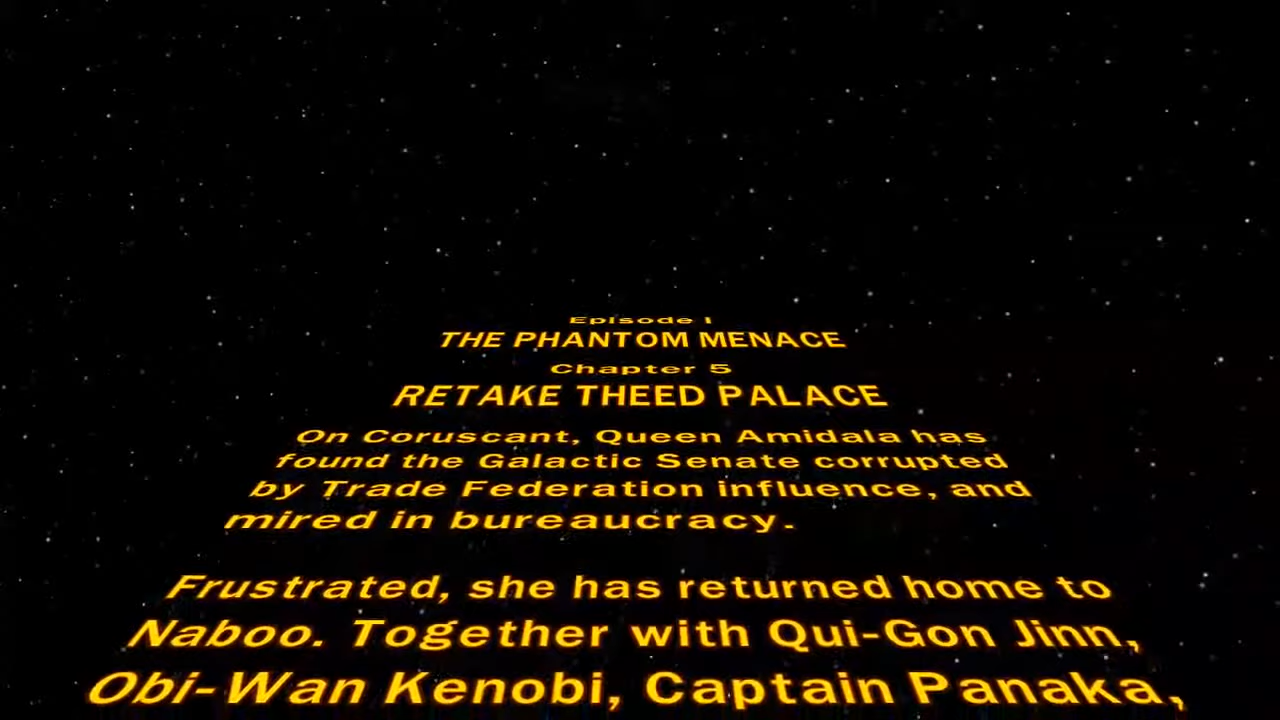 Episode I
THE PHANTOM MENACE
Chapter 5
RETAKE THEED PALACE
On Coruscant, Queen Amidala has
found the Galactic Senate corrupted
by Trade Federation influence, and
mired in bureaucracy.
Frustrated, she has returned home to
Naboo. Together with Qui-Gon Jinn,
Obi-Wan Kenobi, Captain Panaka,